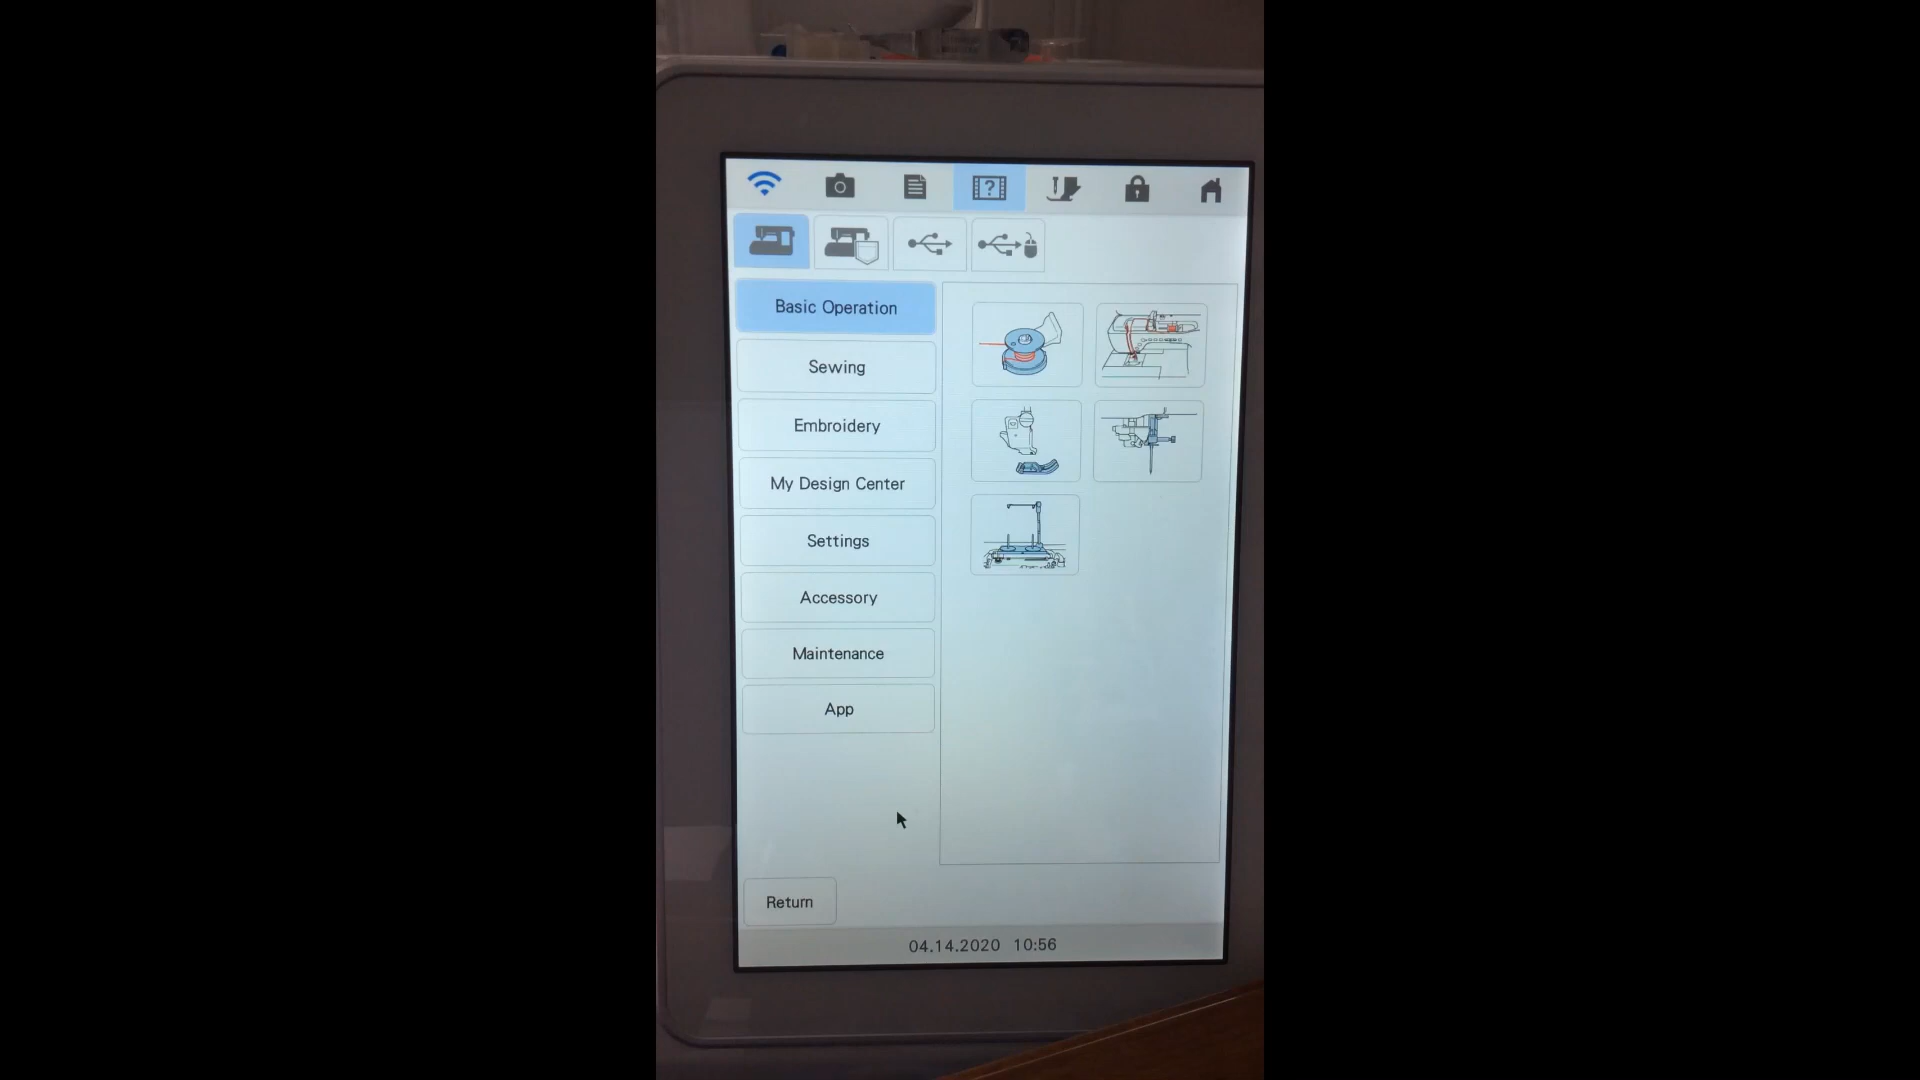 ?
Basic Operation
Sewing
Embroidery
My Design Center
Settings
Accessory
Maintenance
App
Return
04.14.2020 10:56